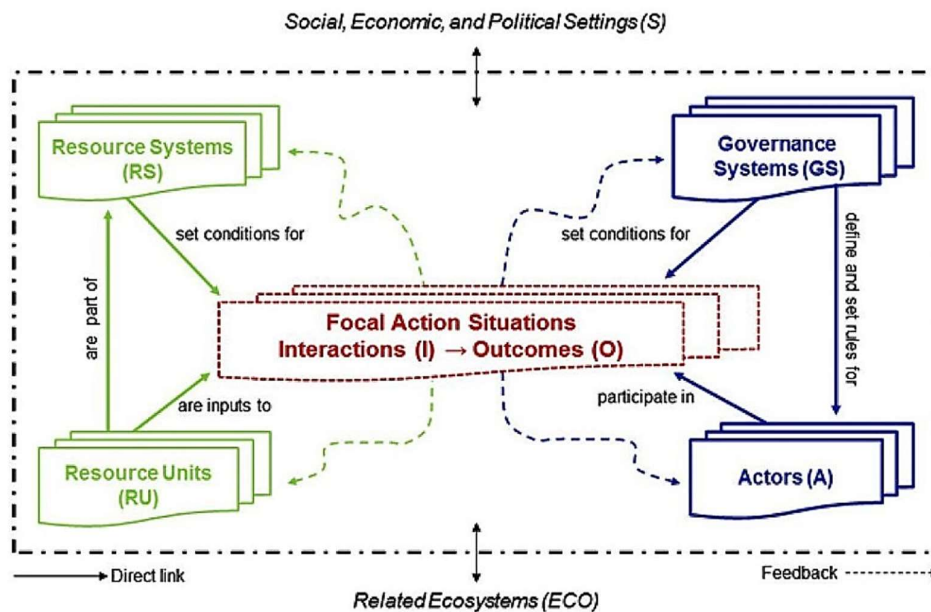 Social, Economic, and Political Settings (S)
Resource Systems
(RS)
Governance
Systems (GS)
set conditions for
set conditions for
are part of
define and set rules for
Focal Action Situations
Interactions (I) → Outcomes (O)
are inputs to
participate in
Resource Units
(RU)
Actors (A)
Direct link
Feedback
Related Ecosystems (ECO)